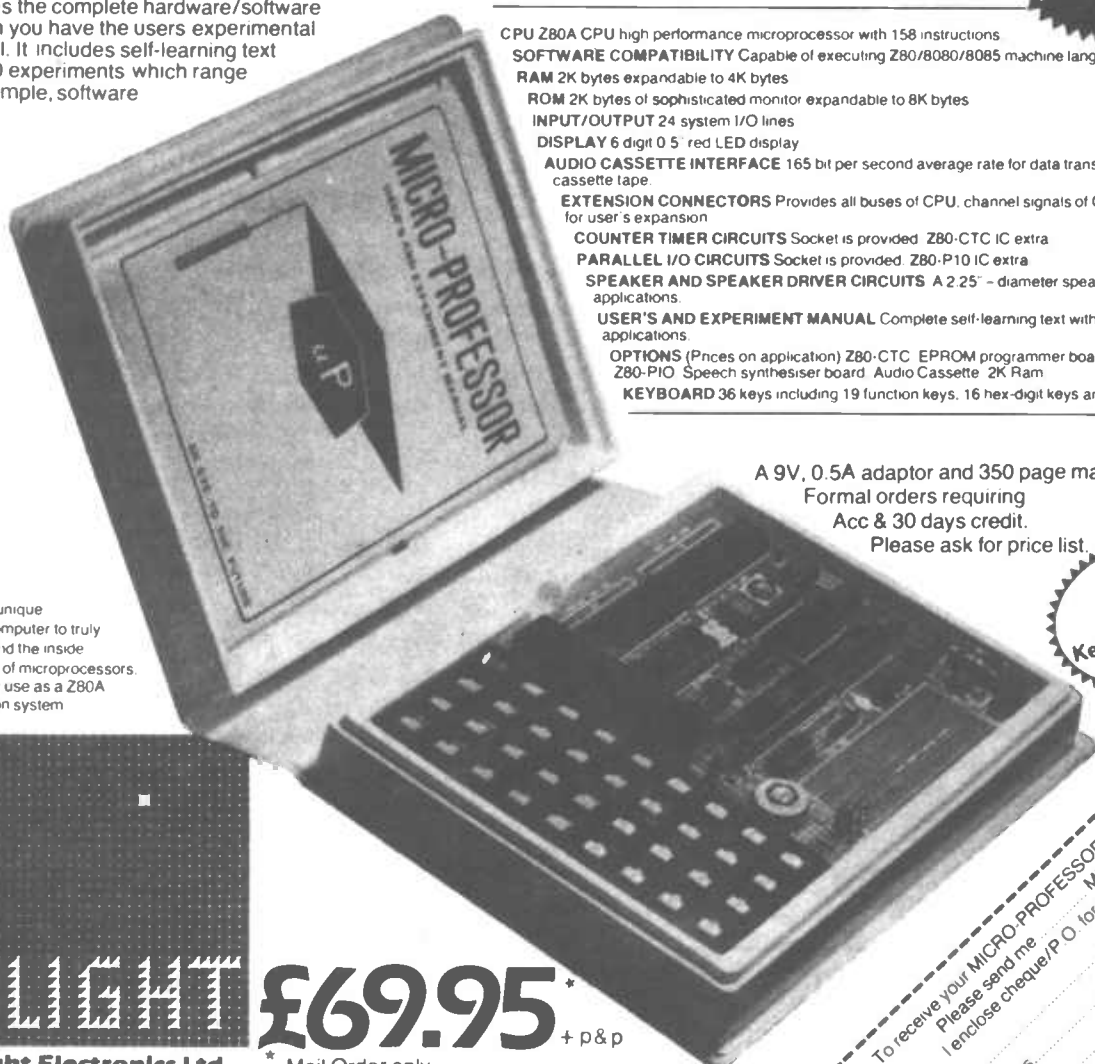 s the complete hardware/software
you have the users experimental
l. It includes self-learning text
experiments which range
mple, software
CPU Z80A CPU high performance microprocessor with 158 instructions
SOFTWARE COMPATIBILITY Capable of executing Z80/8080/8085 machine lang
RAM 2K bytes expandable to 4K bytes
ROM 2K bytes of sophisticated monitor expandable to 8K bytes
INPUT/OUTPUT 24 system I/O lines
DISPLAY 6 digit 0 5" red LED display
AUDIO CASSETTE INTERFACE 165 bit per second average rate for data trans
cassette tape.
EXTENSION CONNECTORS Provides all buses of CPU, channel signals of C
for user's expansion
COUNTER TIMER CIRCUITS Socket is provided Z80-CTC IC extra
PARALLEL I/O CIRCUITS Socket is provided. Z80-P10 IC extra
SPEAKER AND SPEAKER DRIVER CIRCUITS A 2.25" - diameter spea
applications.
USER'S AND EXPERIMENT MANUAL Complete self-learning text with
applications.
OPTIONS (Prices on application) Z80-CTC EPROM programmer boa
Z80-PIO Speech synthesiser board Audio Cassette 2K Ram
KEYBOARD 36 keys including 19 function keys. 16 hex-digit keys an
MICRO-PROFESSOR
USER'S AND EXPERIMENT MANUAL
µP
A 9V, 0.5A adaptor and 350 page ma
Formal orders requiring
Acc & 30 days credit.
Please ask for price list.
unique
mputer to truly
nd the inside
of microprocessors.
use as a Z80A
n system
Ke
LIGHT
£69.95*
+ p&p
ght Electronics Ltd
* Mail Order only
To receive your MICRO-PROFESSOR
Please send me ........ M
I enclose cheque/P.O. for